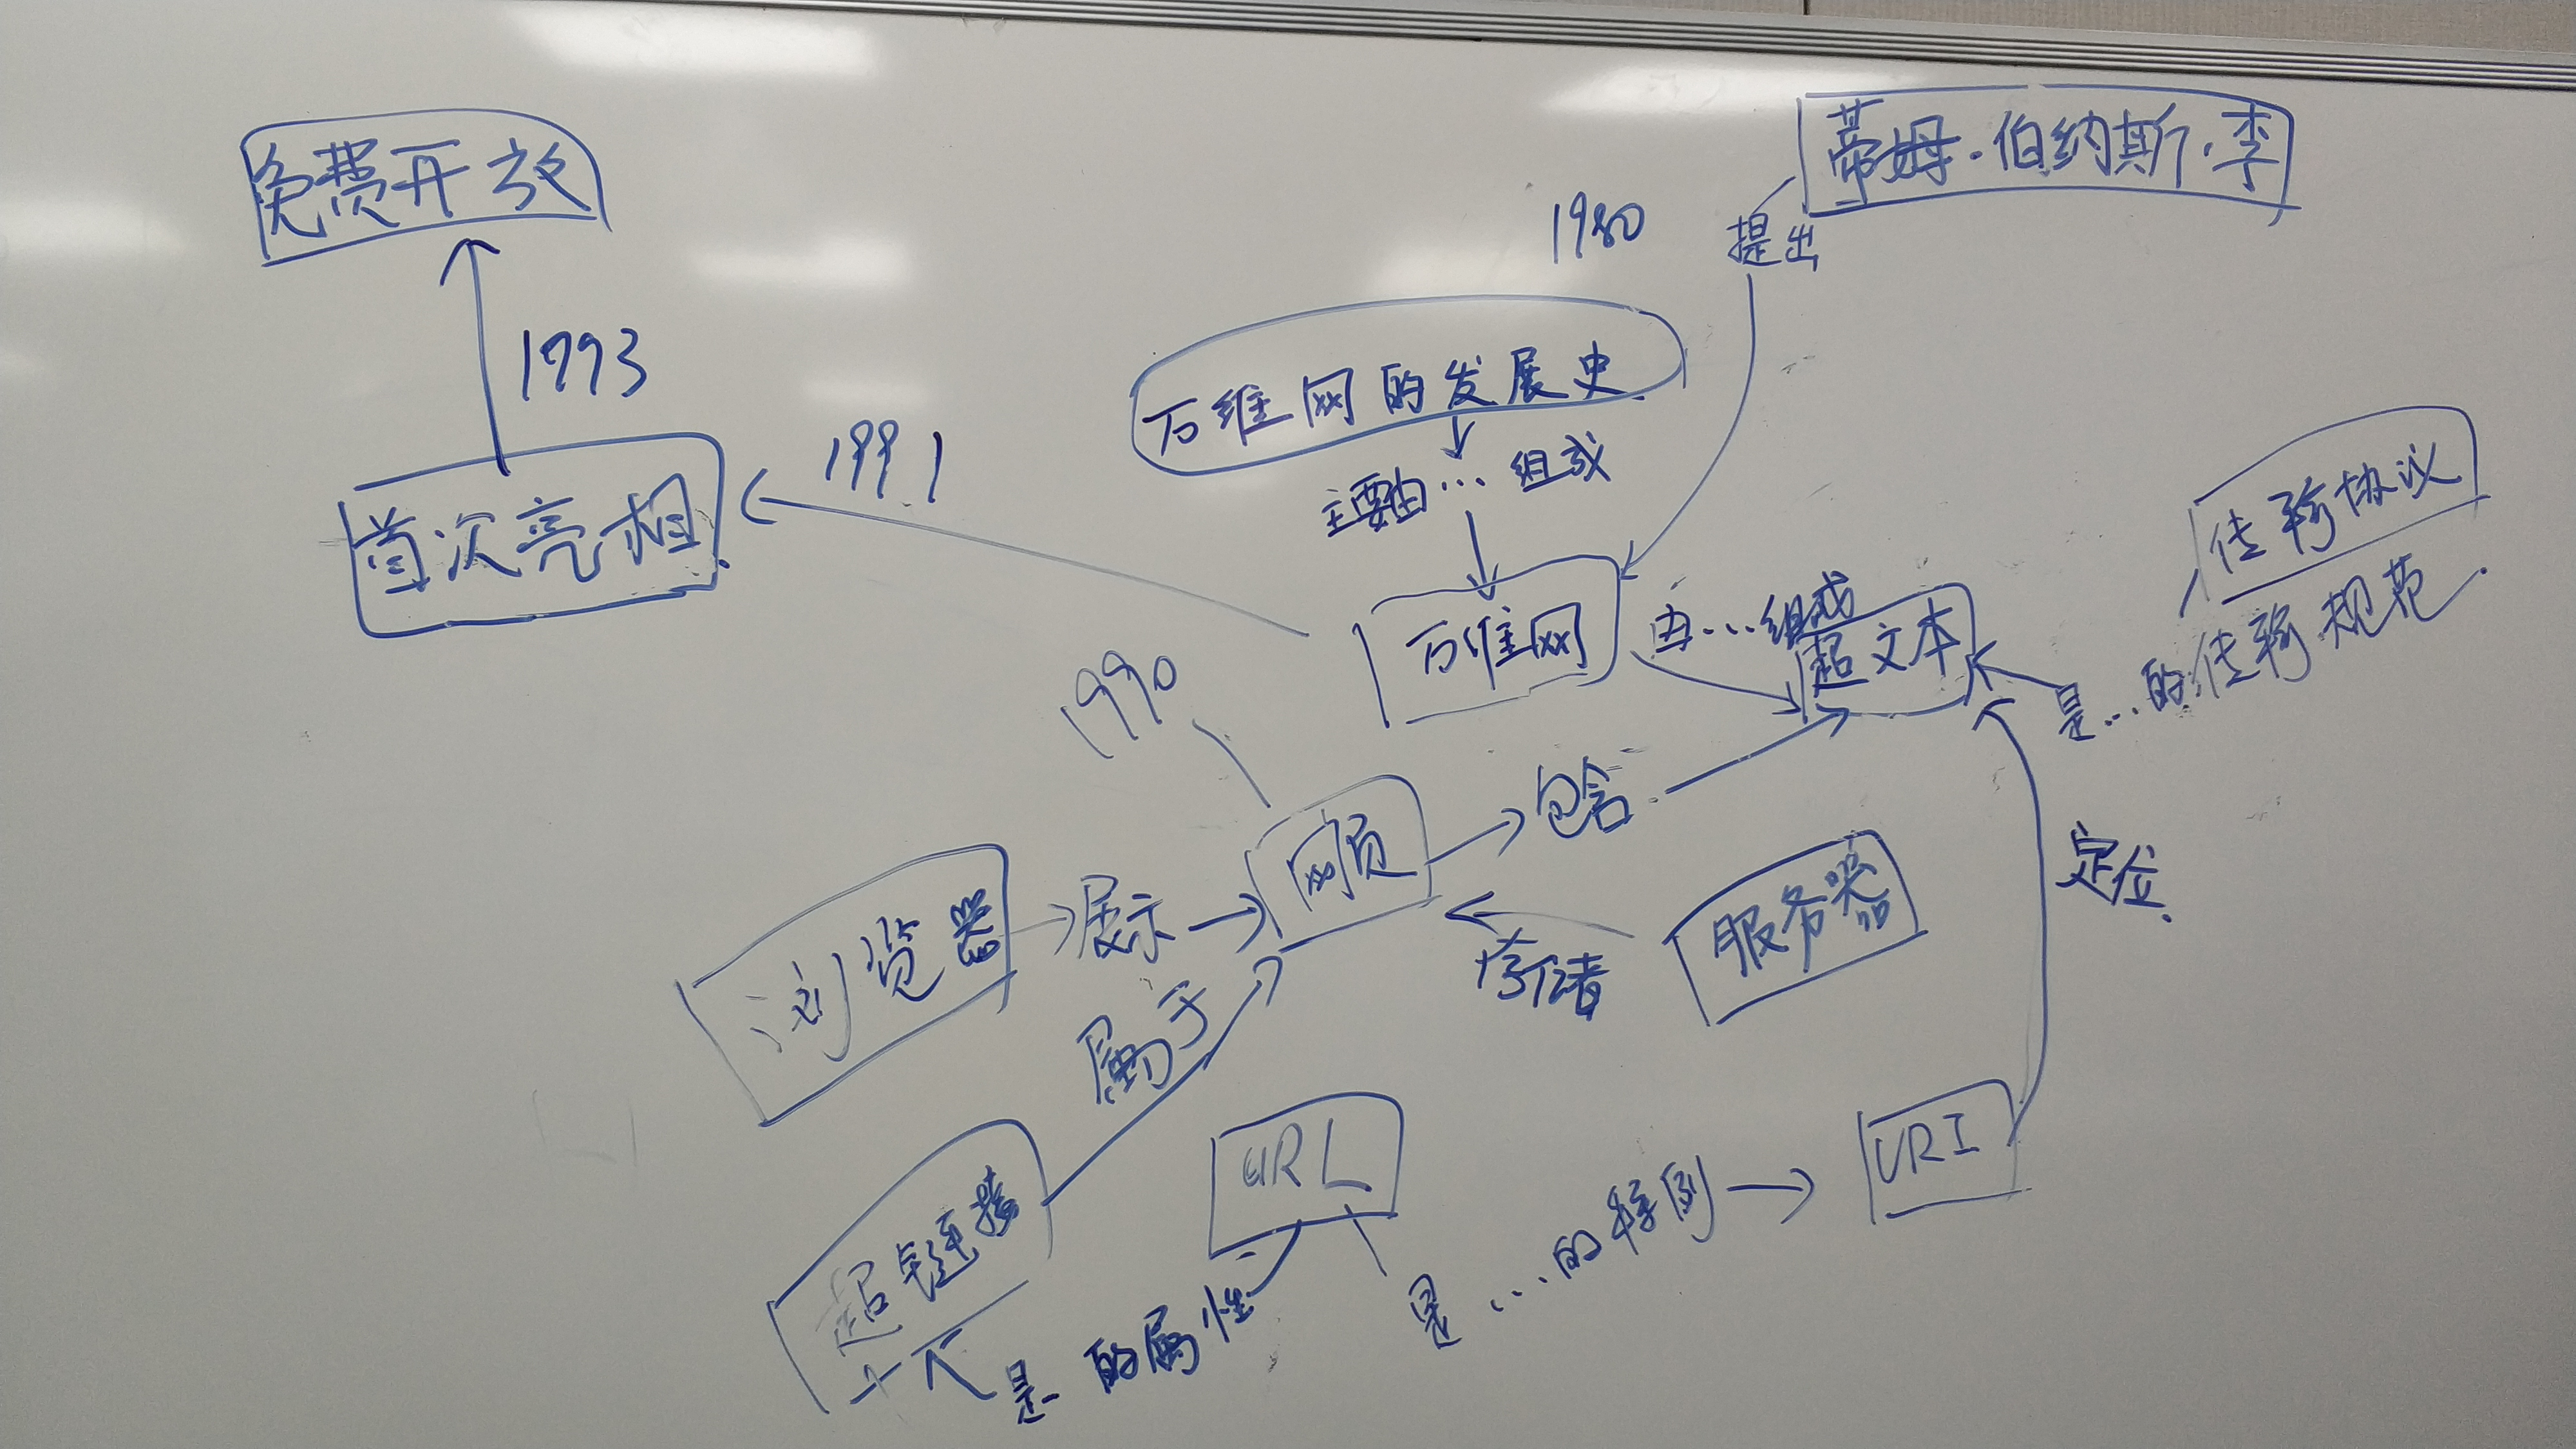 免费开放
蒂姆·伯纳斯·李
1980
提出
1993
万维网的发展史
1991
主要由…组成
首次亮相
传输协议
万维网
由…组成
超文本
是…的传输规范
1990
包含
网页
服务器
定位
浏览器
展示
存储
属于
URL
URI
超链接
是…的特例
是 的属性